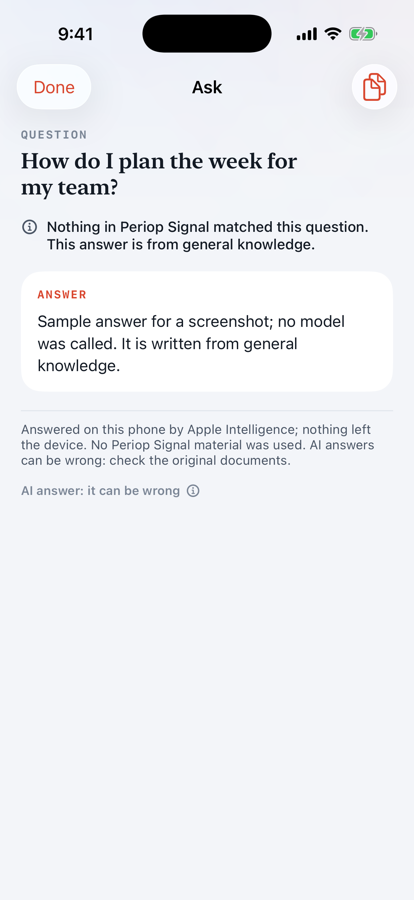 9:41
Done
Ask
QUESTION
How do I plan the week for
my team?
Nothing in Periop Signal matched this question.
This answer is from general knowledge.
ANSWER
Sample answer for a screenshot; no model
was called. It is written from general
knowledge.
Answered on this phone by Apple Intelligence; nothing left
the device. No Periop Signal material was used. AI answers
can be wrong: check the original documents.
AI answer: it can be wrong